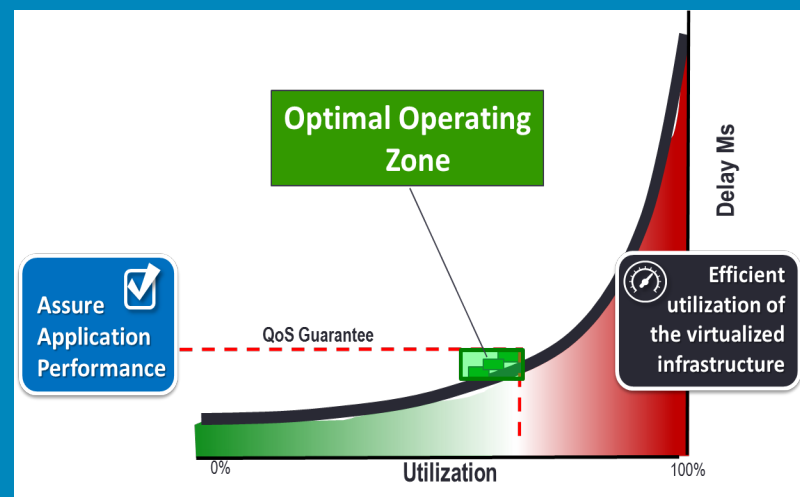 Optimal Operating
Zone
Delay Ms
Assure
Application
Performance
QoS Guarantee
Efficient
utilization of
the virtualized
infrastructure
0%
Utilization
100%